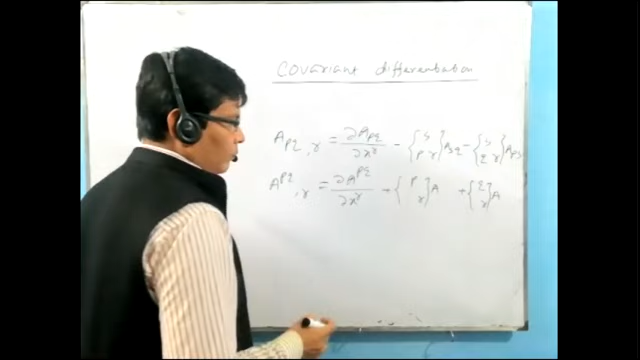 Covariant differentiation
A_{pq,r} = ∂A_{pq}/∂x^r - {s / p r} A_{sq} - {s / q r} A_{ps}
A^{pq}_{,r} = ∂A^{pq}/∂x^r + {p / r} A + {q / r} A